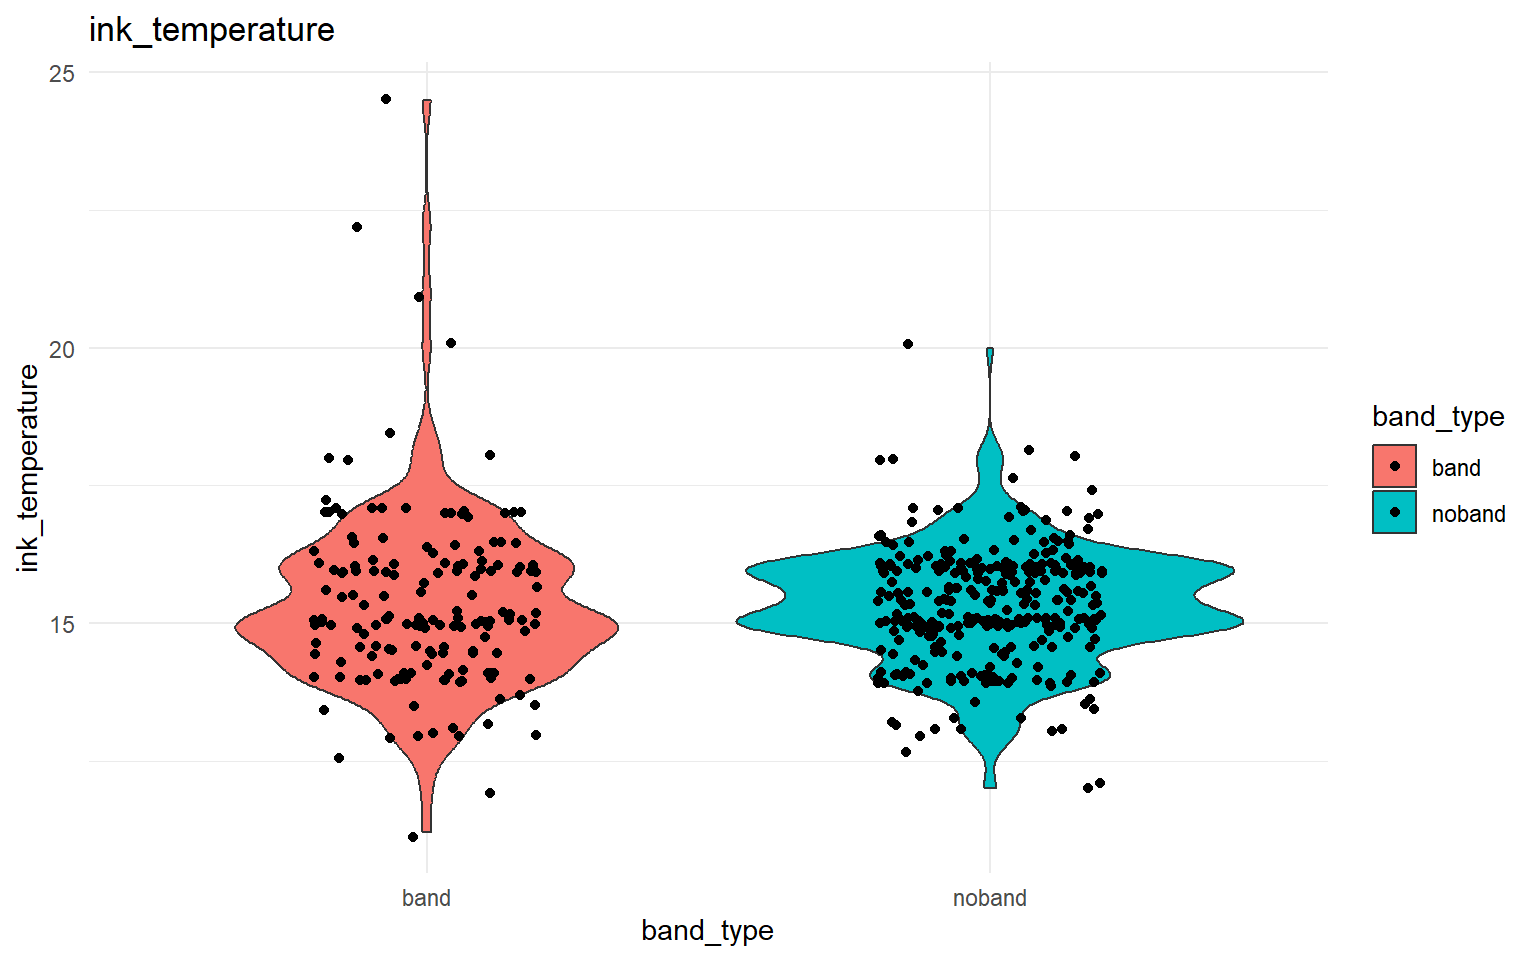 ink_temperature
25
20
15
ink_temperature
band
noband
band_type
band_type
band
noband